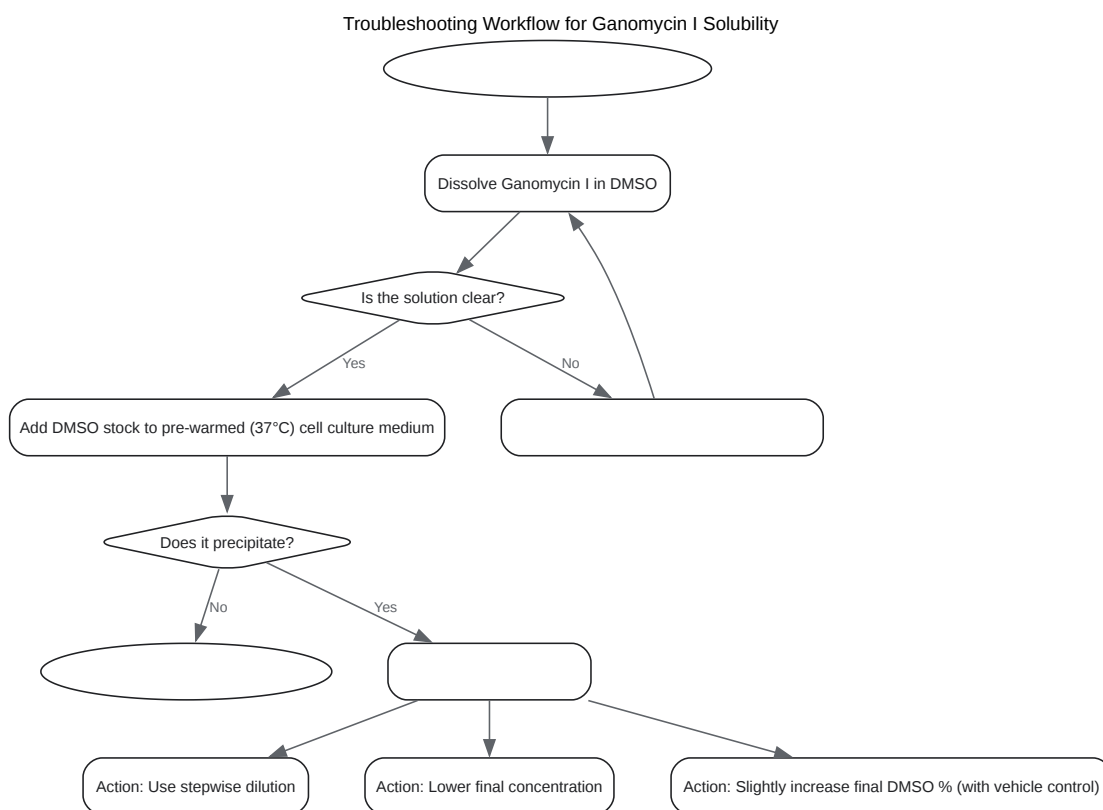 Troubleshooting Workflow for Ganomycin I Solubility
Dissolve Ganomycin I in DMSO
Is the solution clear?
Yes
No
Add DMSO stock to pre-warmed (37°C) cell culture medium
Does it precipitate?
No
Yes
Action: Use stepwise dilution
Action: Lower final concentration
Action: Slightly increase final DMSO % (with vehicle control)